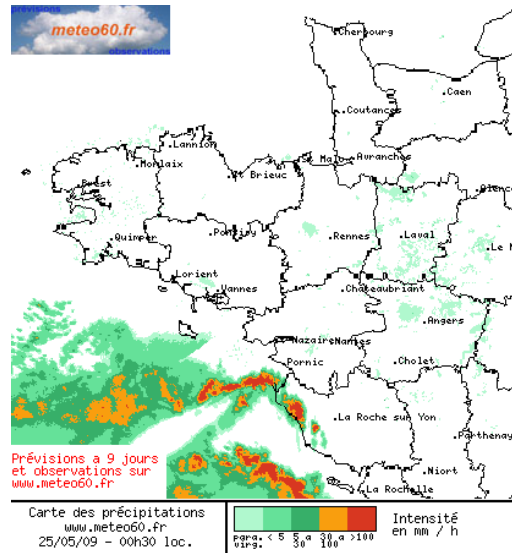 prévisions
meteo60.fr
observations
Cherbourg
Caen
Coutances
Lannion
St Malo
Avranches
Morlaix
St Brieuc
Brest
Alençon
Quimper
Pontivy
Rennes
Laval
Le M
Lorient
Vannes
Châteaubriant
Angers
Nazaire
Nantes
Pornic
Cholet
La Roche sur Yon
Parthenay
Prévisions a 9 jours
et observations sur
www.meteo60.fr
Niort
La Rochelle
Carte des précipitations
www.meteo60.fr
25/05/09 - 00h30 loc.
para. < 5 5 a 30 a >100
virg. 30 100
Intensité
en mm / h